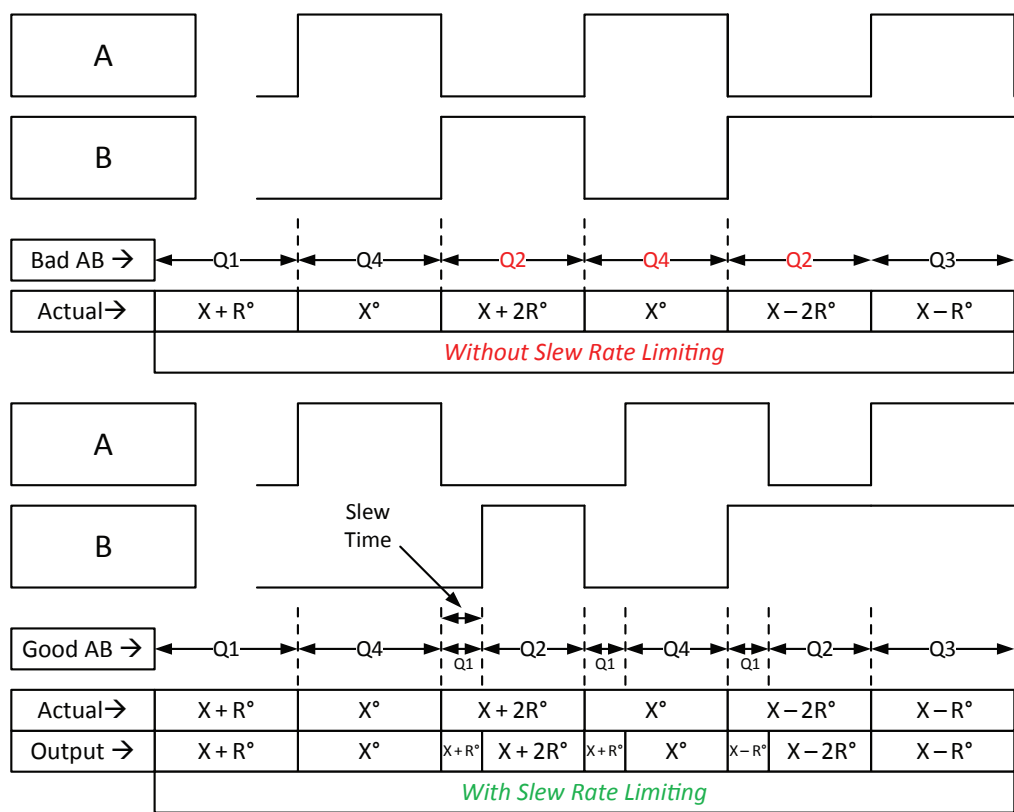 A
B
Bad AB → Q1 Q4 Q2 Q4 Q2 Q3
Actual→ X + R° X° X + 2R° X° X – 2R° X – R°
Without Slew Rate Limiting
A
Slew
Time
B
Good AB → Q1 Q4 Q1 Q2 Q1 Q4 Q1 Q2 Q3
Actual→ X + R° X° X + 2R° X° X – 2R° X – R°
Output → X + R° X° X + R° X + 2R° X + R° X° X – R° X – 2R° X – R°
With Slew Rate Limiting